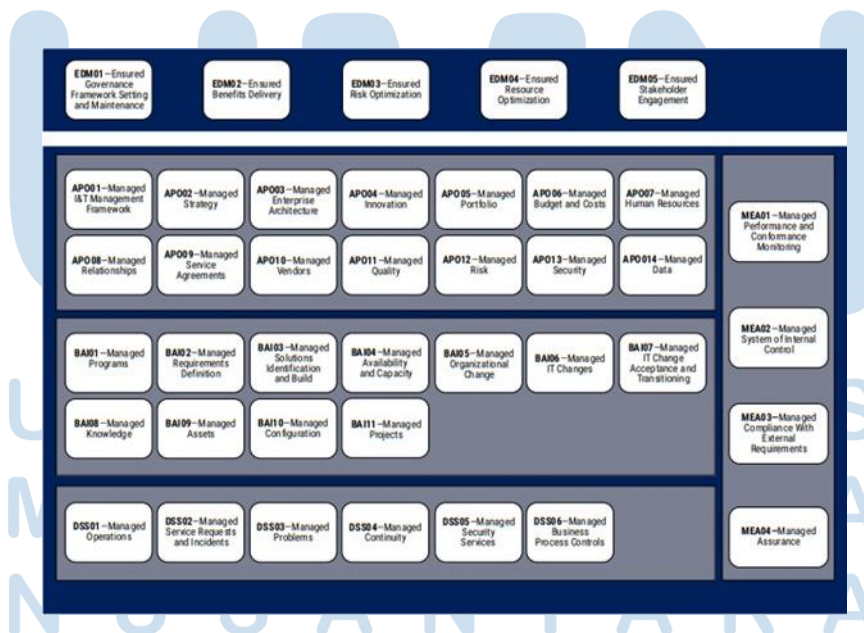 EDM01—Ensured
Governance
Framework Setting
and Maintenance
EDM02—Ensured
Benefits Delivery
EDM03—Ensured
Risk Optimization
EDM04—Ensured
Resource
Optimization
EDM05—Ensured
Stakeholder
Engagement
APO01—Managed
I&T Management
Framework
APO02—Managed
Strategy
APO03—Managed
Enterprise
Architecture
APO04—Managed
Innovation
APO05—Managed
Portfolio
APO06—Managed
Budget and Costs
APO07—Managed
Human Resources
APO08—Managed
Relationships
APO09—Managed
Service
Agreements
APO10—Managed
Vendors
APO11—Managed
Quality
APO12—Managed
Risk
APO13—Managed
Security
APO014—Managed
Data
MEA01—Managed
Performance and
Conformance
Monitoring
BAI01—Managed
Programs
BAI02—Managed
Requirements
Definition
BAI03—Managed
Solutions
Identification
and Build
BAI04—Managed
Availability
and Capacity
BAI05—Managed
Organizational
Change
BAI06—Managed
IT Changes
BAI07—Managed
IT Change
Acceptance and
Transitioning
BAI08—Managed
Knowledge
BAI09—Managed
Assets
BAI10—Managed
Configuration
BAI11—Managed
Projects
MEA02—Managed
System of Internal
Control
MEA03—Managed
Compliance With
External
Requirements
DSS01—Managed
Operations
DSS02—Managed
Service Requests
and Incidents
DSS03—Managed
Problems
DSS04—Managed
Continuity
DSS05—Managed
Security
Services
DSS06—Managed
Business
Process Controls
MEA04—Managed
Assurance
NUSANTARA